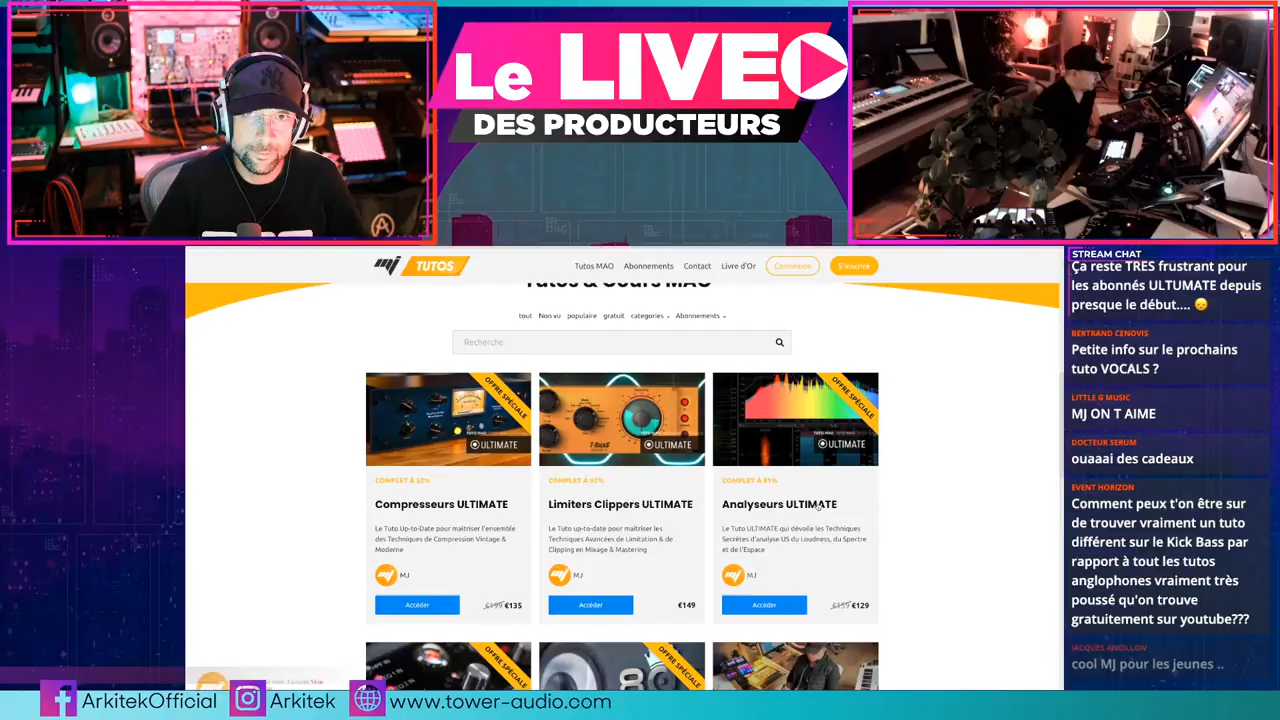 Le LIVE
DES PRODUCTEURS
MJ TUTOS
Tutos MAO
Abonnements
Contact
Livre d'Or
Connexion
S'inscrire
Tutos & Cours MAO
tout
Non vu
populaire
gratuit
categories
Abonnements
Recherche
OFFRE SPÉCIALE
ULTIMATE
COMPLET À 52%
Compresseurs ULTIMATE
Le Tuto Up-to-Date pour maîtriser l'ensemble
des Techniques de Compression Vintage &
Moderne
MJ
Accéder
€199 €135
ULTIMATE
COMPLET À 92%
Limiters Clippers ULTIMATE
Le Tuto up-to-date pour maîtriser les
Techniques Avancées de Limitation & de
Clipping en Mixage & Mastering
MJ
Accéder
€149
OFFRE SPÉCIALE
ULTIMATE
COMPLET À 81%
Analyseurs ULTIMATE
Le Tuto ULTIMATE qui dévoile les Techniques
Secrètes d'analyse US du Loudness, du Spectre
et de l'Espace
MJ
Accéder
€159 €129
OFFRE SPÉCIALE
OFFRE SPÉCIALE
STREAM CHAT
Ça reste TRES frustrant pour
les abonnés ULTUMATE depuis
presque le début.... 😞
BERTRAND CENOVIS
Petite info sur le prochains
tuto VOCALS ?
LITTLE G MUSIC
MJ ON T AIME
DOCTEUR SERUM
ouaaai des cadeaux
EVENT HORIZON
Comment peux t'on être sur
de trouver vraiment un tuto
différent sur le Kick Bass par
rapport à tout les tutos
anglophones vraiment très
poussé qu'on trouve
gratuitement sur youtube???
JACQUES ANCILLON
cool MJ pour les jeunes ..
ArkitekOfficial
Arkitek
www.tower-audio.com